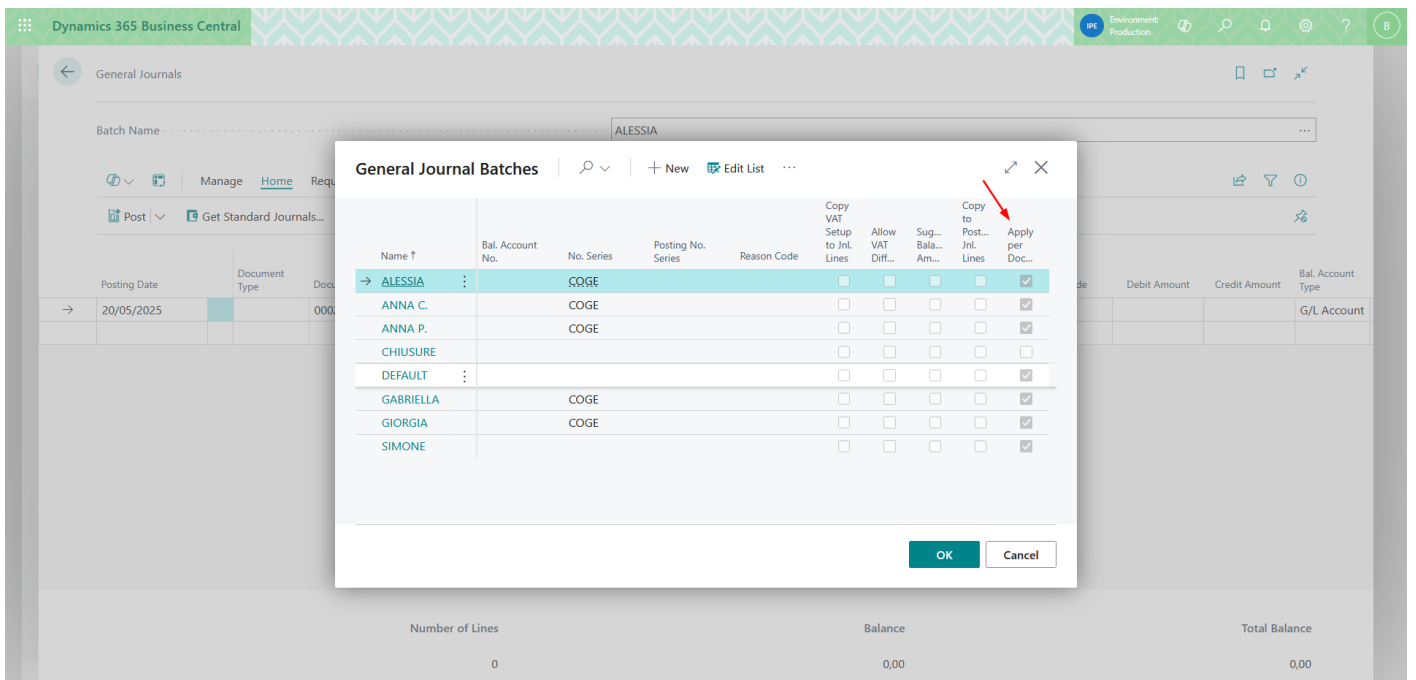 Dynamics 365 Business Central
IPE
Environment:
Production
?
B
General Journals
Batch Name
ALESSIA
...
General Journal Batches
New
Edit List
...
Manage
Home
Requ
Post
Get Standard Journals...
Name ↑
Bal. Account
No.
No. Series
Posting No.
Series
Reason Code
Copy
VAT
Setup
to Jnl.
Lines
Allow
VAT
Diff...
Sug...
Bala...
Am...
Copy
to
Post...
Jnl.
Lines
Apply
per
Doc...
→ ALESSIA COGE
ANNA C. COGE
ANNA P. COGE
CHIUSURE
DEFAULT
GABRIELLA COGE
GIORGIA COGE
SIMONE
OK
Cancel
Posting Date
Document
Type
Docu
de
Debit Amount
Credit Amount
Bal. Account
Type
→ 20/05/2025
000
G/L Account
Number of Lines
Balance
Total Balance
0
0,00
0,00